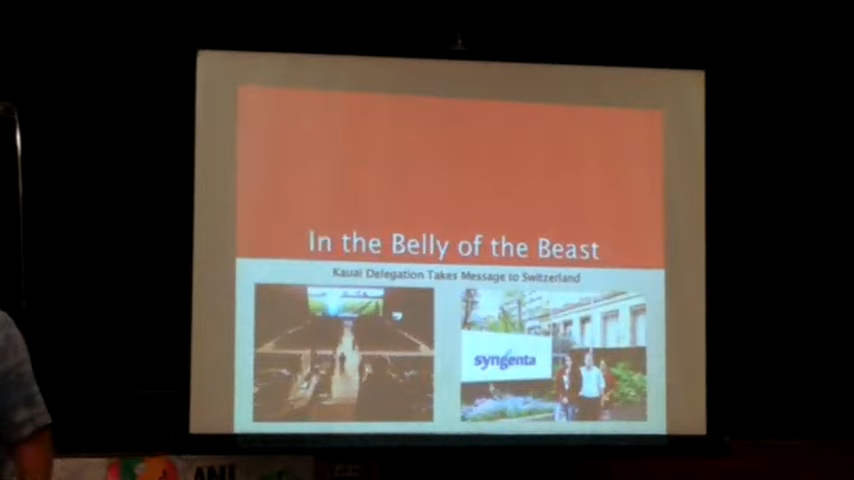 In the Belly of the Beast
Kauai Delegation Takes Message to Switzerland
syngenta